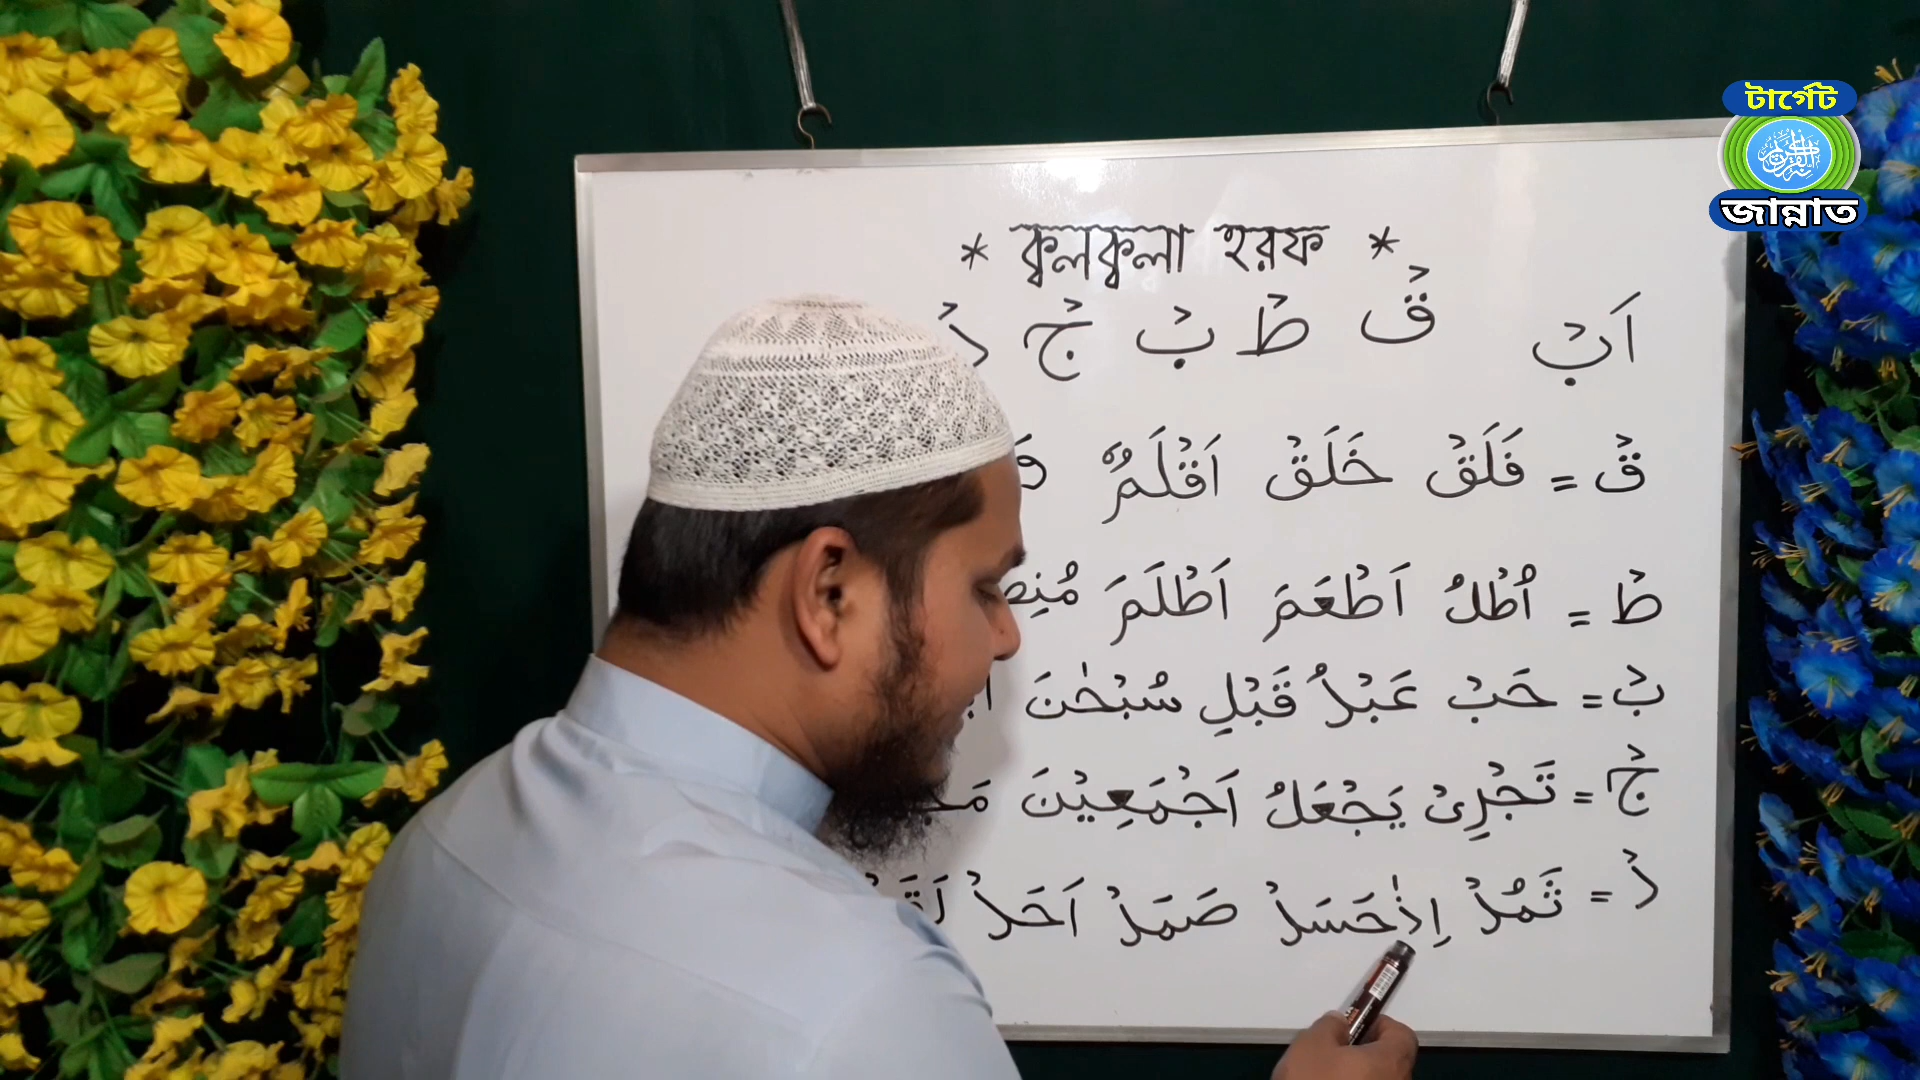 টার্গেট
জান্নাত
* ক্বলক্বলা হরফ *
اَبْ قْ طْ بْ جْ دْ
قْ = فَلَقْ خَلَقْ اَقْلَمٌ
طْ = اُطْلُ اَطْعَمَ اَطْلَمَ
بْ = حَبْ عَبْدُ قَبْلِ سُبْحٰنَ
جْ = تَجْرِىْ يَجْعَلُ اَجْمَعِيْنَ
دْ = ثَمُدْ اِذْحَسَدْ صَمَدْ اَحَدْ